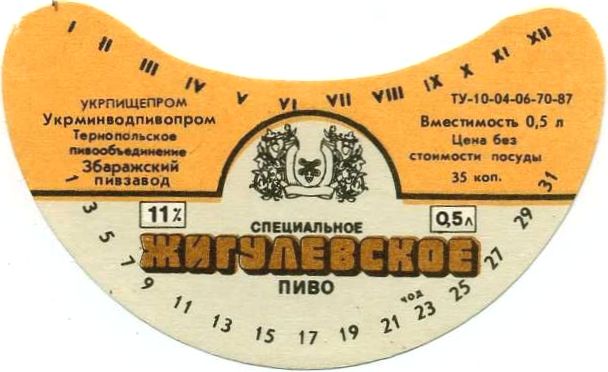 I II III IV V VI VII VIII IX X XI XII
УКРПИЩЕПРОМ
Укрминводпивопром
Тернопольское
пивообъединение
Збаражский
пивзавод
ТУ-10-04-06-70-87
Вместимость 0,5 л
Цена без
стоимости посуды
35 коп.
11%
0,5л
СПЕЦИАЛЬНОЕ
ЖИГУЛЕВСКОЕ
ПИВО
1 3 5 7 9 11 13 15 17 19 21 23 25 27 29 31